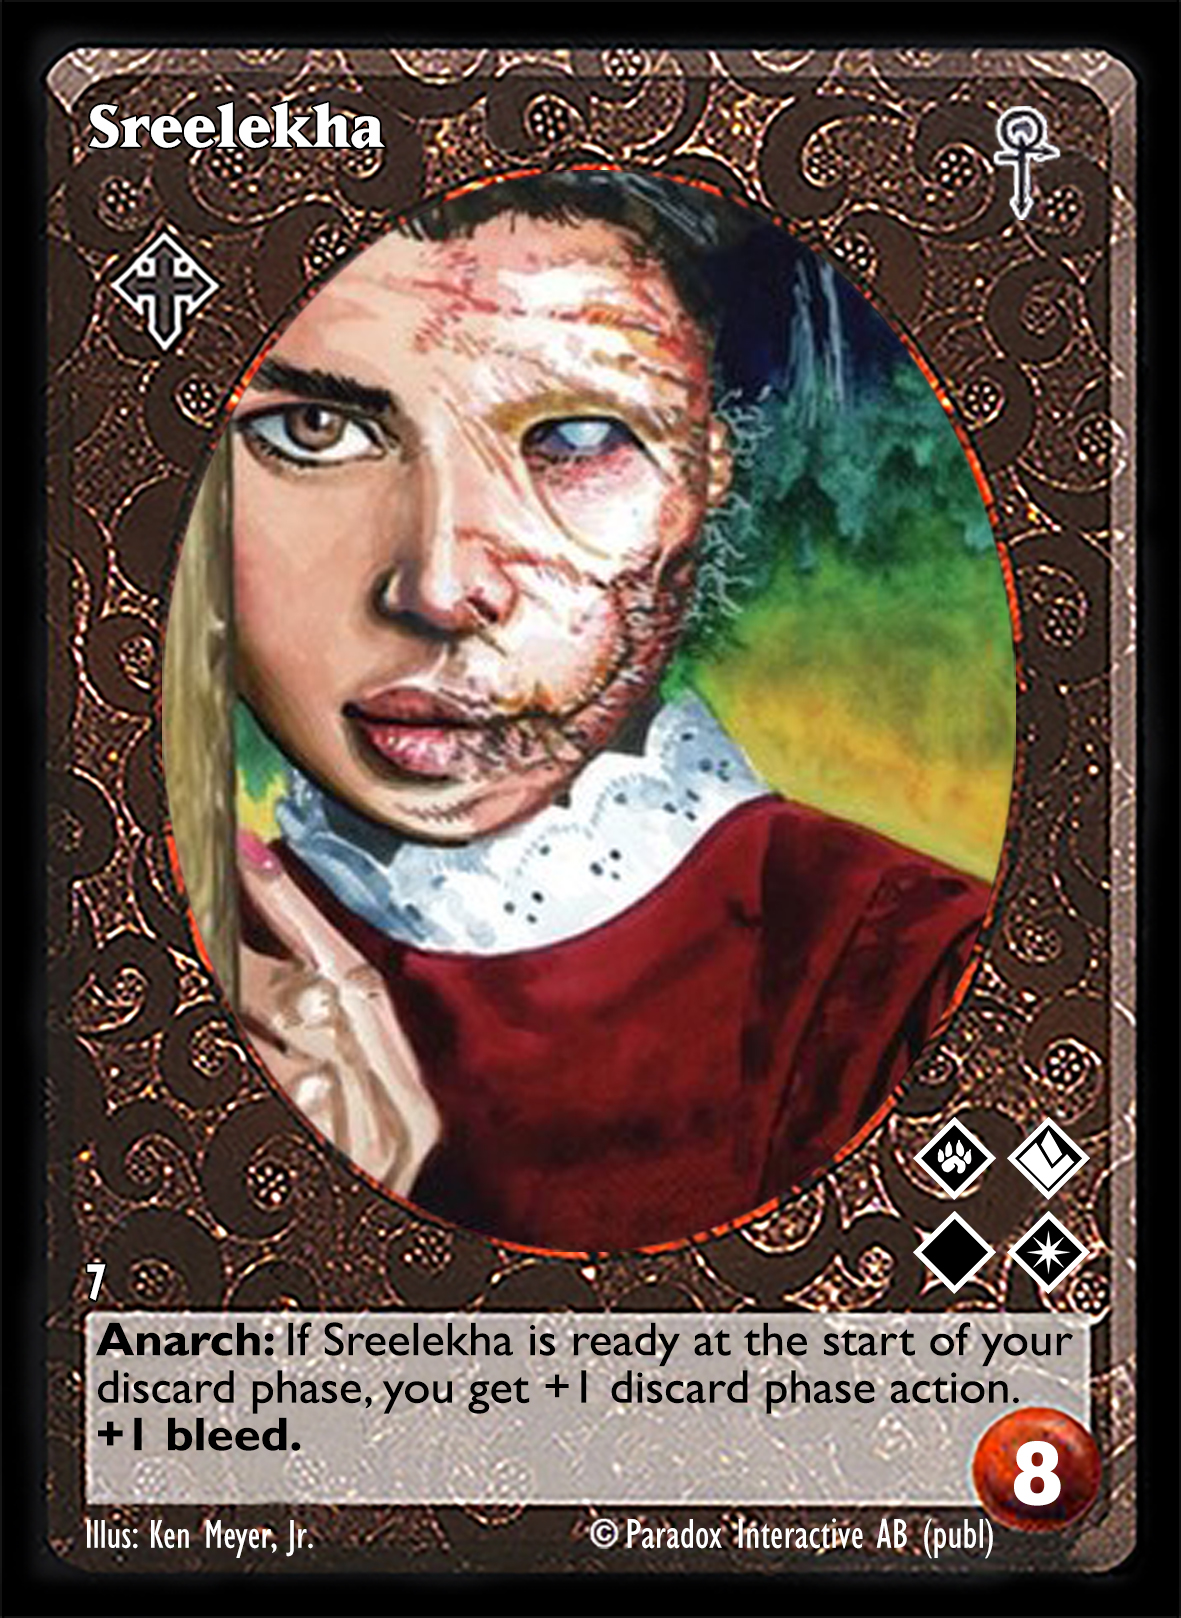 Sreelekha
7
Anarch: If Sreelekha is ready at the start of your
discard phase, you get +1 discard phase action.
+1 bleed.
8
Illus: Ken Meyer, Jr.
© Paradox Interactive AB (publ)